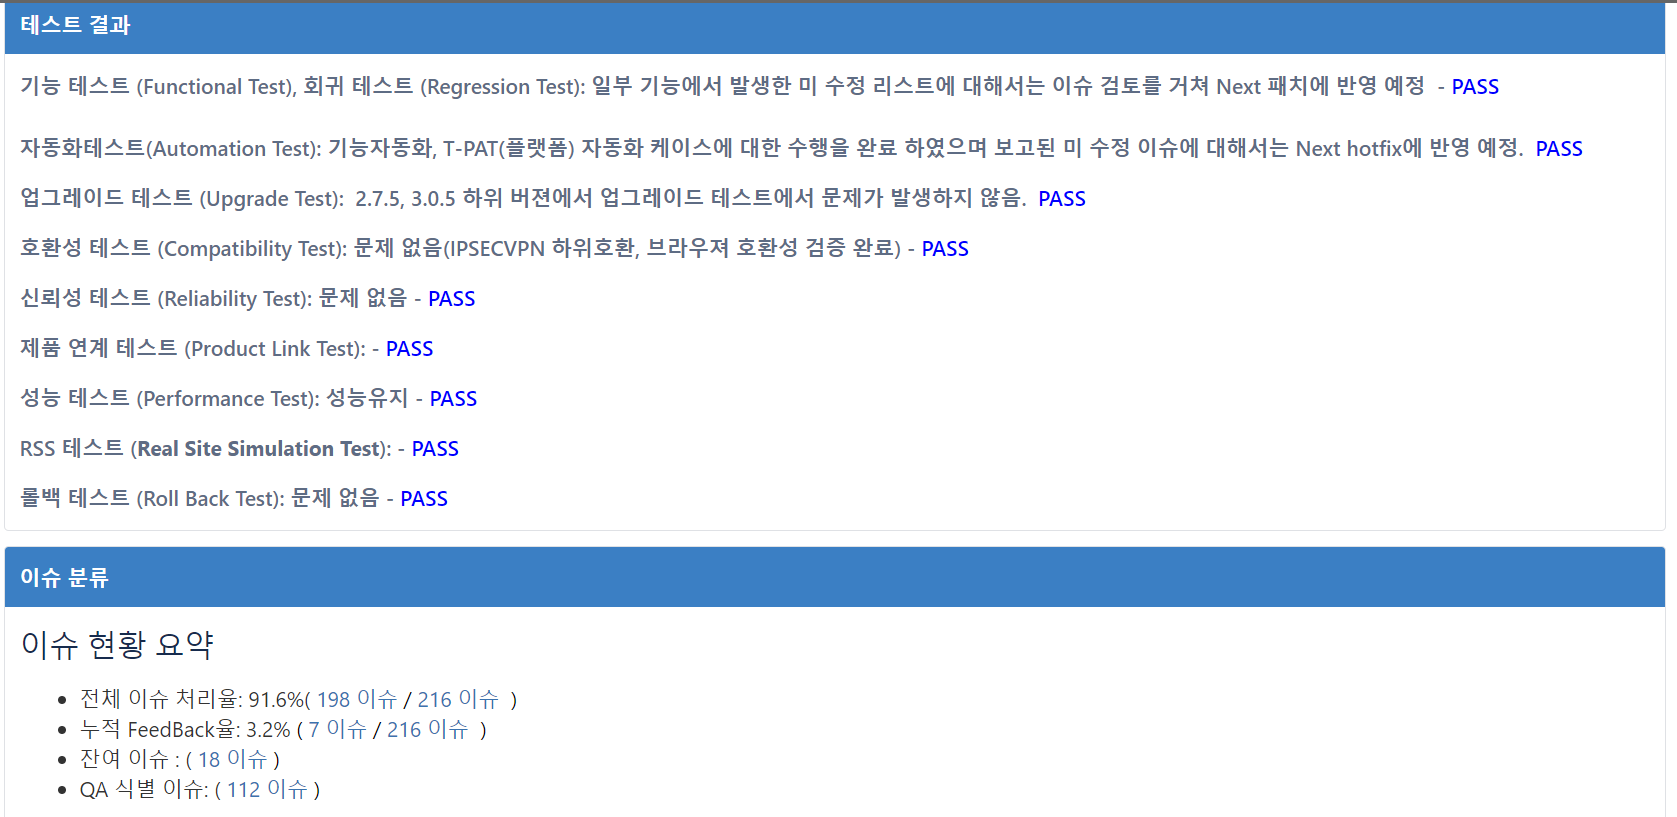 테스트 결과
기능 테스트 (Functional Test), 회귀 테스트 (Regression Test): 일부 기능에서 발생한 미 수정 리스트에 대해서는 이슈 검토를 거쳐 Next 패치에 반영 예정 - PASS
자동화테스트(Automation Test): 기능자동화, T-PAT(플랫폼) 자동화 케이스에 대한 수행을 완료 하였으며 보고된 미 수정 이슈에 대해서는 Next hotfix에 반영 예정. PASS
업그레이드 테스트 (Upgrade Test): 2.7.5, 3.0.5 하위 버젼에서 업그레이드 테스트에서 문제가 발생하지 않음. PASS
호환성 테스트 (Compatibility Test): 문제 없음(IPSECVPN 하위호환, 브라우져 호환성 검증 완료) - PASS
신뢰성 테스트 (Reliability Test): 문제 없음 - PASS
제품 연계 테스트 (Product Link Test): - PASS
성능 테스트 (Performance Test): 성능유지 - PASS
RSS 테스트 (Real Site Simulation Test): - PASS
롤백 테스트 (Roll Back Test): 문제 없음 - PASS
이슈 분류
이슈 현황 요약
• 전체 이슈 처리율: 91.6%( 198 이슈 / 216 이슈 )
• 누적 FeedBack율: 3.2% ( 7 이슈 / 216 이슈 )
• 잔여 이슈 : ( 18 이슈 )
• QA 식별 이슈: ( 112 이슈 )